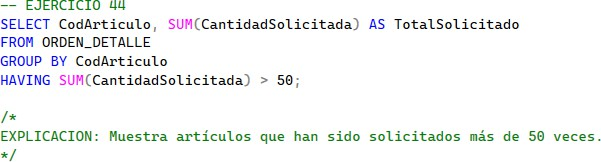 -- EJERCICIO 44
SELECT CodArticulo, SUM(CantidadSolicitada) AS TotalSolicitado
FROM ORDEN_DETALLE
GROUP BY CodArticulo
HAVING SUM(CantidadSolicitada) > 50;
/*
EXPLICACION: Muestra artículos que han sido solicitados más de 50 veces.
*/